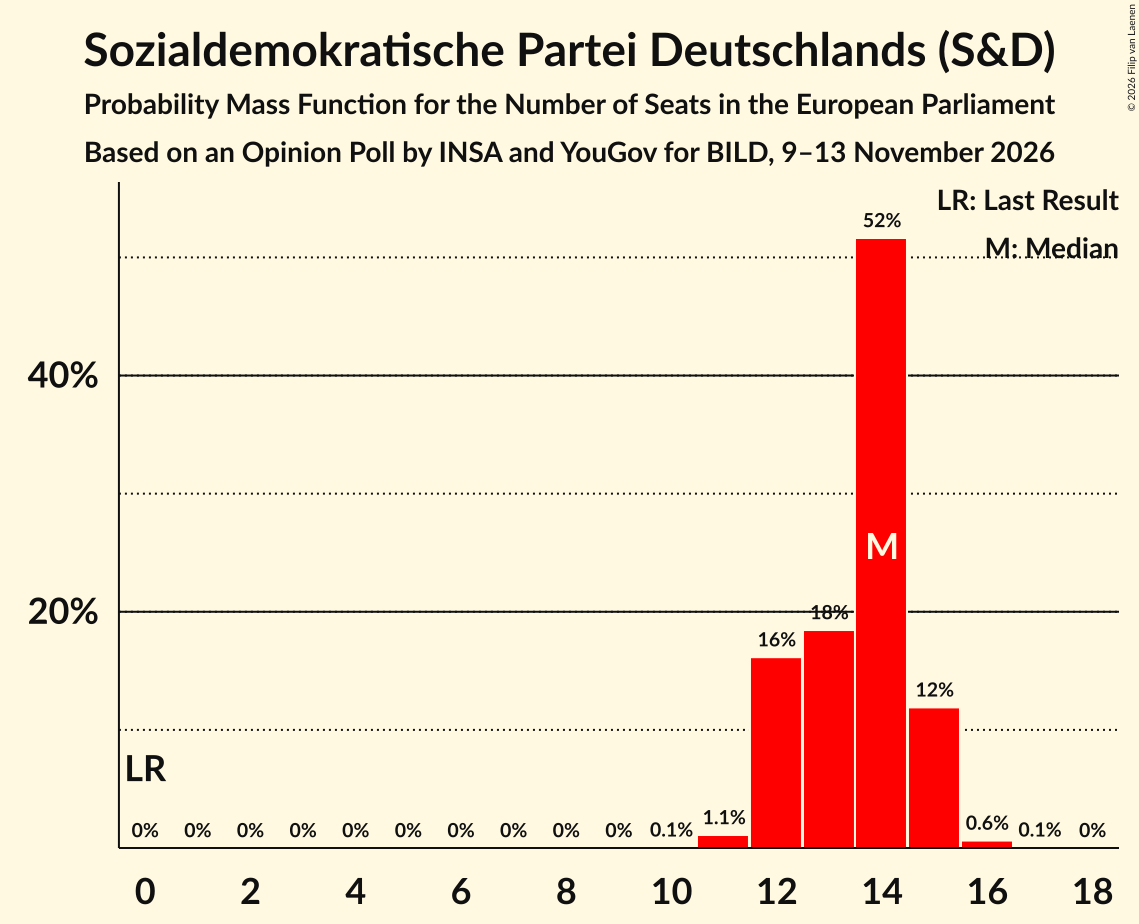 Sozialdemokratische Partei Deutschlands (S&D)
Probability Mass Function for the Number of Seats in the European Parliament
Based on an Opinion Poll by INSA and YouGov for BILD, 9–13 November 2026
© 2026 Filip van Laenen
LR: Last Result
M: Median
52%
40%
M
20%
18%
16%
12%
LR
0% 0% 0% 0% 0% 0% 0% 0% 0% 0% 0.1% 1.1% 0.6% 0.1% 0%
0 2 4 6 8 10 12 14 16 18